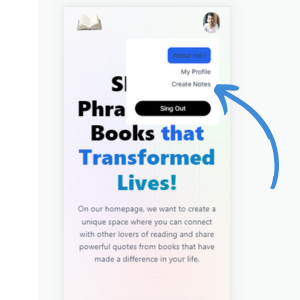 My Profile
Create Notes
Sing Out
S
Phra
Books that
Transformed
Lives!
On our homepage, we want to create a
unique space where you can connect
with other lovers of reading and share
powerful quotes from books that have
made a difference in your life.